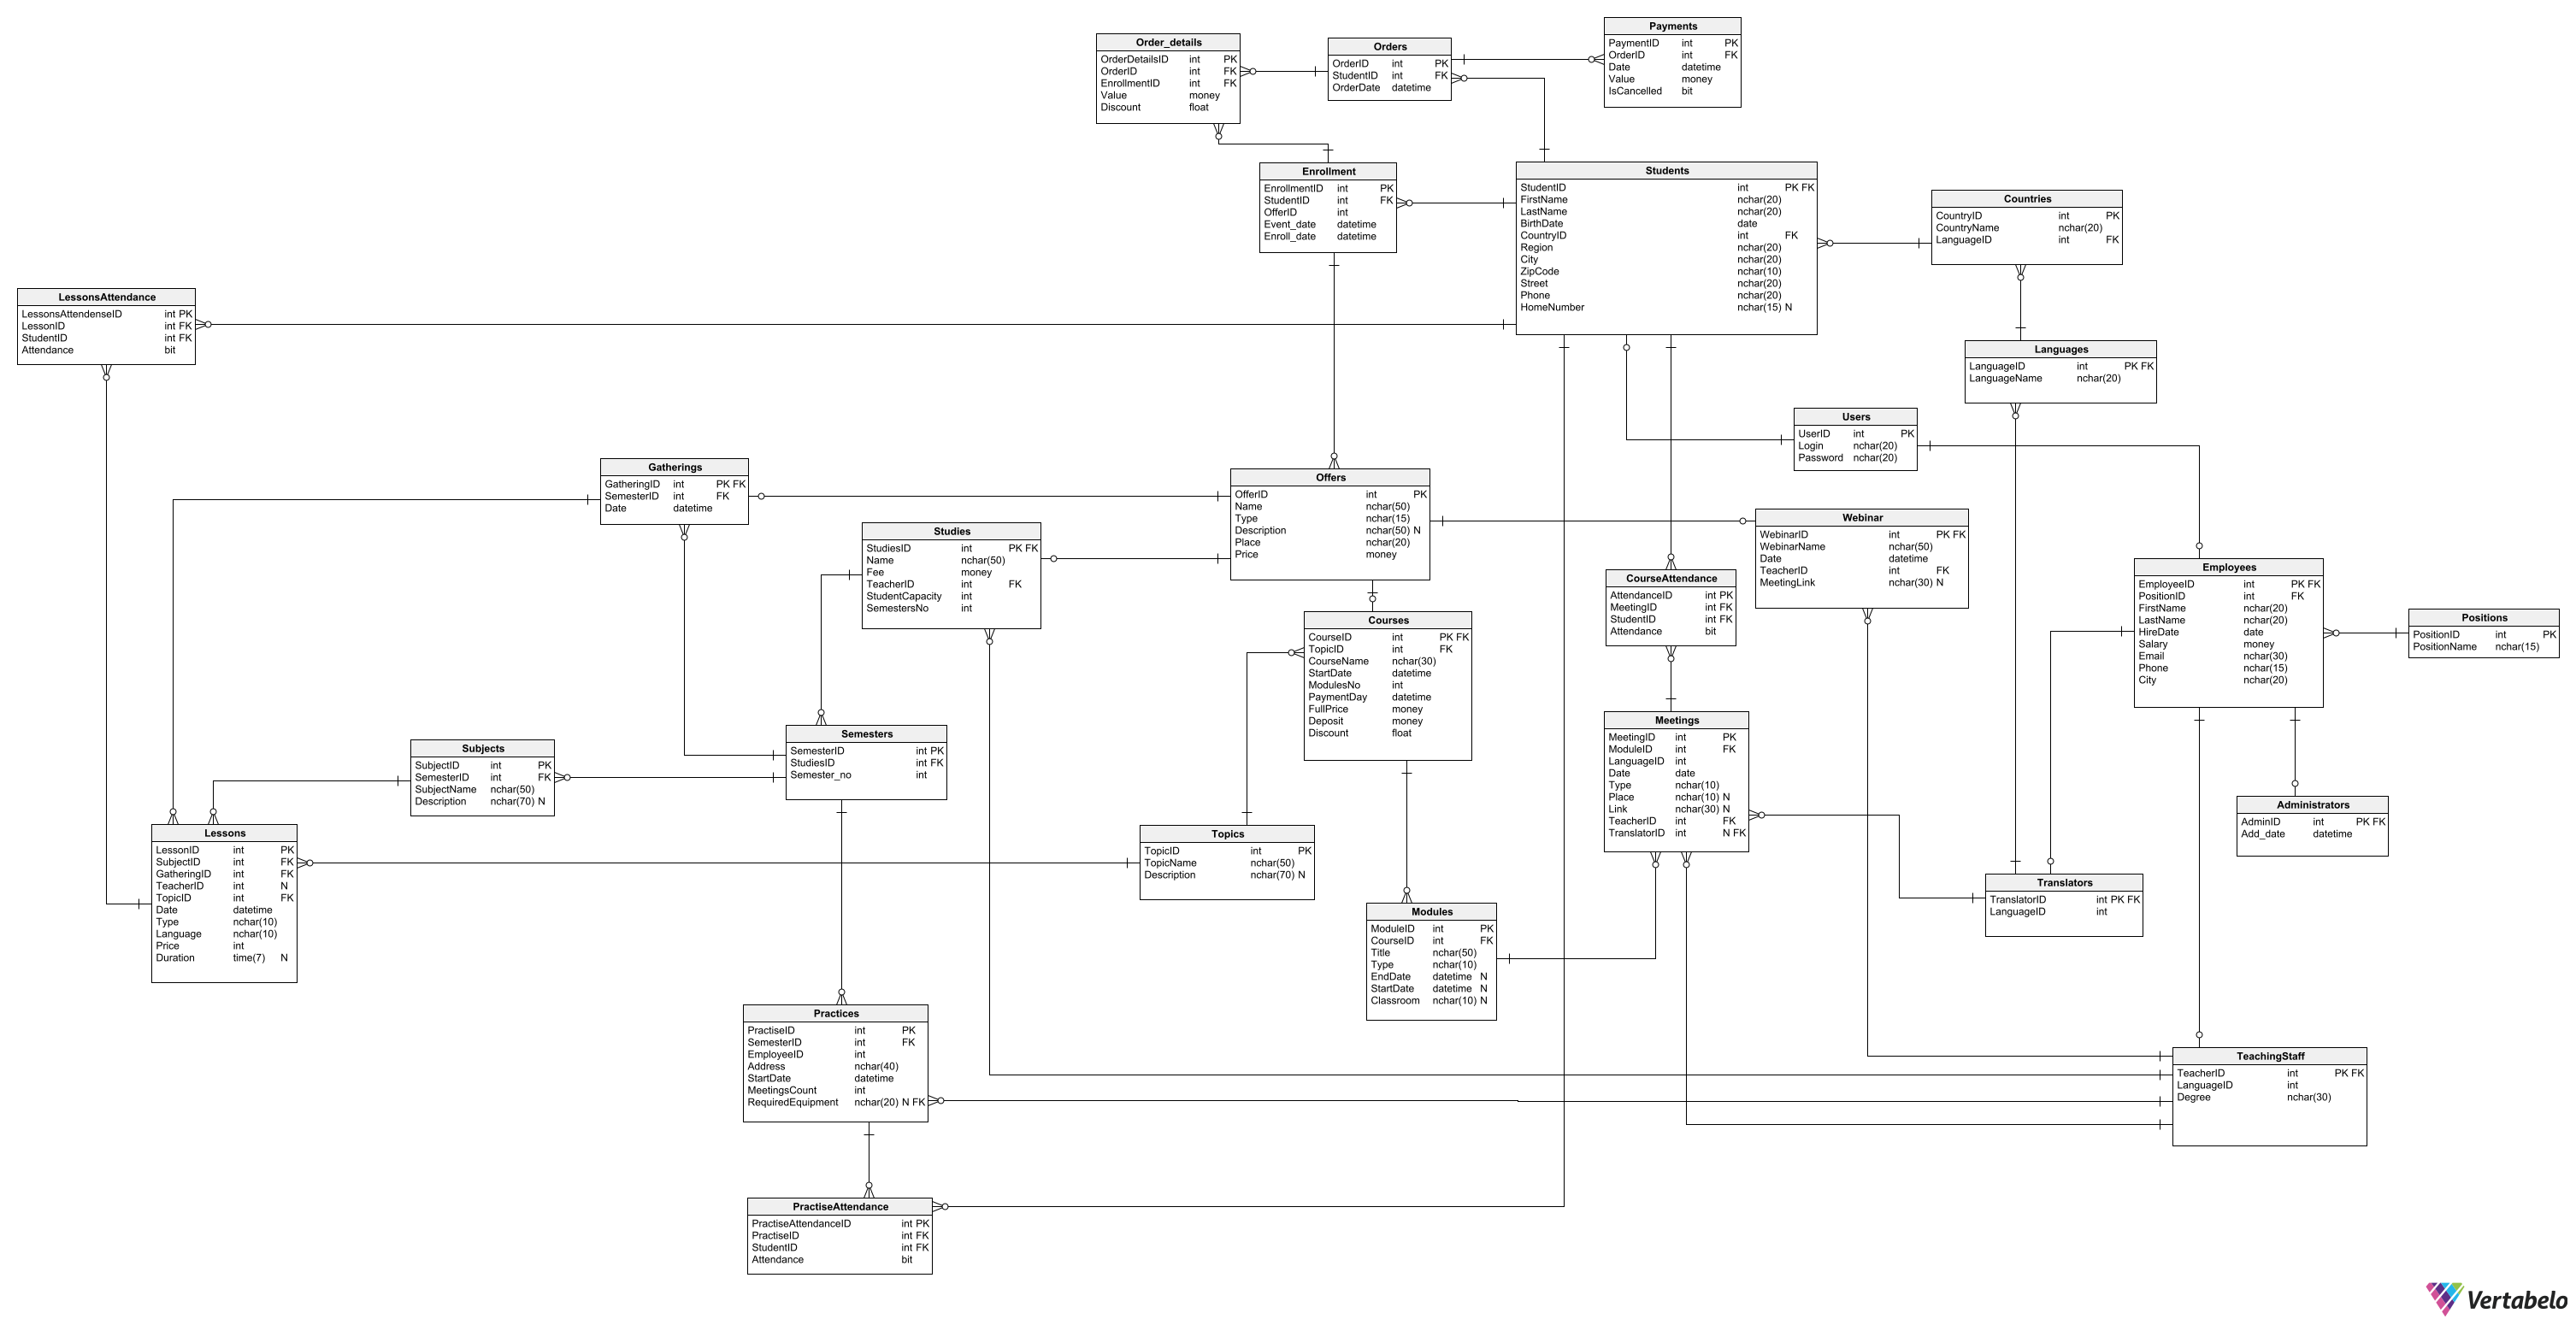 Payments
PaymentID int PK
OrderID int FK
Date datetime
Value money
IsCancelled bit
Order_details
OrderDetailsID int PK
OrderID int FK
EnrollmentID int FK
Value money
Discount float
Orders
OrderID int PK
StudentID int FK
OrderDate datetime
Enrollment
EnrollmentID int PK
StudentID int FK
OfferID int
Event_date datetime
Enroll_date datetime
Students
StudentID int PK FK
FirstName nchar(20)
LastName nchar(20)
BirthDate date
CountryID int FK
Region nchar(20)
City nchar(20)
ZipCode nchar(10)
Street nchar(20)
Phone nchar(20)
HomeNumber nchar(15) N
Countries
CountryID int PK
CountryName nchar(20)
LanguageID int FK
LessonsAttendance
LessonsAttendenseID int PK
LessonID int FK
StudentID int FK
Attendance bit
Languages
LanguageID int PK FK
LanguageName nchar(20)
Users
UserID int PK
Login nchar(20)
Password nchar(20)
Gatherings
GatheringID int PK FK
SemesterID int FK
Date datetime
Offers
OfferID int PK
Name nchar(50)
Type nchar(15)
Description nchar(50) N
Place nchar(20)
Price money
Studies
StudiesID int PK FK
Name nchar(50)
Fee money
TeacherID int FK
StudentCapacity int
SemestersNo int
Webinar
WebinarID int PK FK
WebinarName nchar(50)
Date datetime
TeacherID int FK
MeetingLink nchar(30) N
CourseAttendance
AttendanceID int PK
MeetingID int FK
StudentID int FK
Attendance bit
Employees
EmployeeID int PK FK
PositionID int FK
FirstName nchar(20)
LastName nchar(20)
HireDate date
Salary money
Email nchar(30)
Phone nchar(15)
City nchar(20)
Positions
PositionID int PK
PositionName nchar(15)
Courses
CourseID int PK FK
TopicID int FK
CourseName nchar(30)
StartDate datetime
ModulesNo int
PaymentDay datetime
FullPrice money
Deposit money
Discount float
Meetings
MeetingID int PK
ModuleID int FK
LanguageID int
Date date
Type nchar(10)
Place nchar(10) N
Link nchar(30) N
TeacherID int FK
TranslatorID int N FK
Semesters
SemesterID int PK
StudiesID int FK
Semester_no int
Subjects
SubjectID int PK
SemesterID int FK
SubjectName nchar(50)
Description nchar(70) N
Administrators
AdminID int PK FK
Add_date datetime
Lessons
LessonID int PK
SubjectID int FK
GatheringID int FK
TeacherID int N
TopicID int FK
Date datetime
Type nchar(10)
Language nchar(10)
Price int
Duration time(7) N
Topics
TopicID int PK
TopicName nchar(50)
Description nchar(70) N
Translators
TranslatorID int PK FK
LanguageID int
Modules
ModuleID int PK
CourseID int FK
Title nchar(50)
Type nchar(10)
EndDate datetime N
StartDate datetime N
Classroom nchar(10) N
Practices
PractiseID int PK
SemesterID int FK
EmployeeID int
Address nchar(40)
StartDate datetime
MeetingsCount int
RequiredEquipment nchar(20) N FK
TeachingStaff
TeacherID int PK FK
LanguageID int
Degree nchar(30)
PractiseAttendance
PractiseAttendanceID int PK
PractiseID int FK
StudentID int FK
Attendance bit
Vertabelo